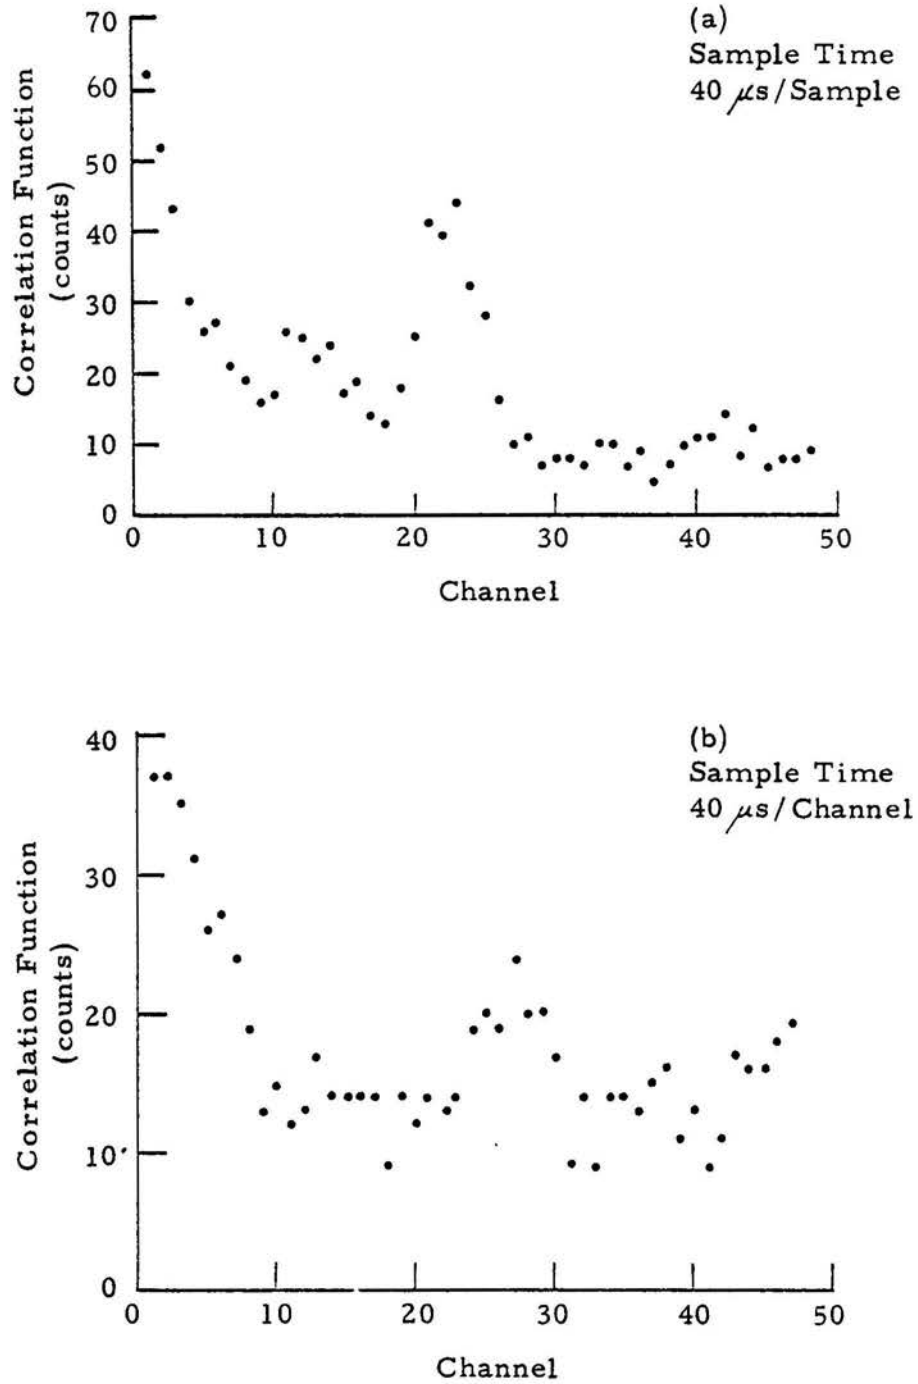 (a)
Sample Time
40 μs/Sample
Correlation Function
(counts)
70
60
50
40
30
20
10
0
0 10 20 30 40 50
Channel
(b)
Sample Time
40 μs/Channel
Correlation Function
(counts)
40
30
20
10
0
0 10 20 30 40 50
Channel